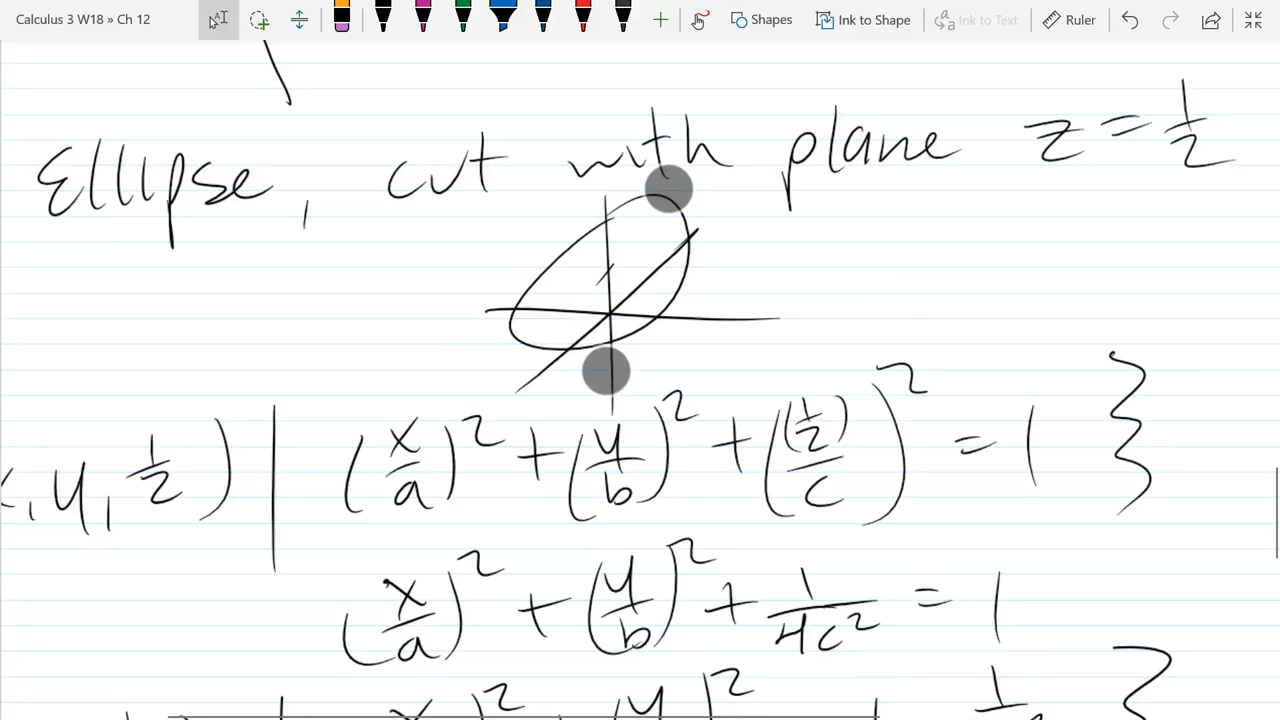 Calculus 3 W18 » Ch 12 Shapes Ink to Shape Ink to Text Ruler
Ellipse, cut with plane z = 1/2
x, y, 1/2) | (x/a)² + (y/b)² + ((1/2)/c)² = 1 }
(x/a)² + (y/b)² + 1/4c² = 1